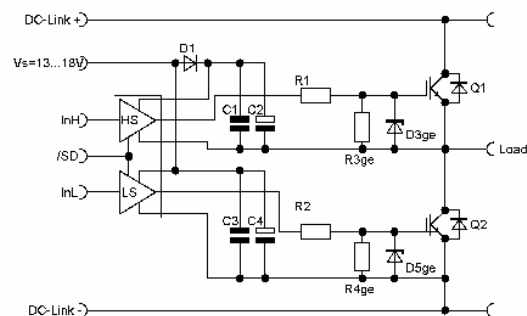 DC-Link +
Vs=13...18V
D1
InH
HS
C1
C2
R1
R3ge
D3ge
Q1
/SD
Load
InL
LS
C3
C4
R2
R4ge
D5ge
Q2
DC-Link -